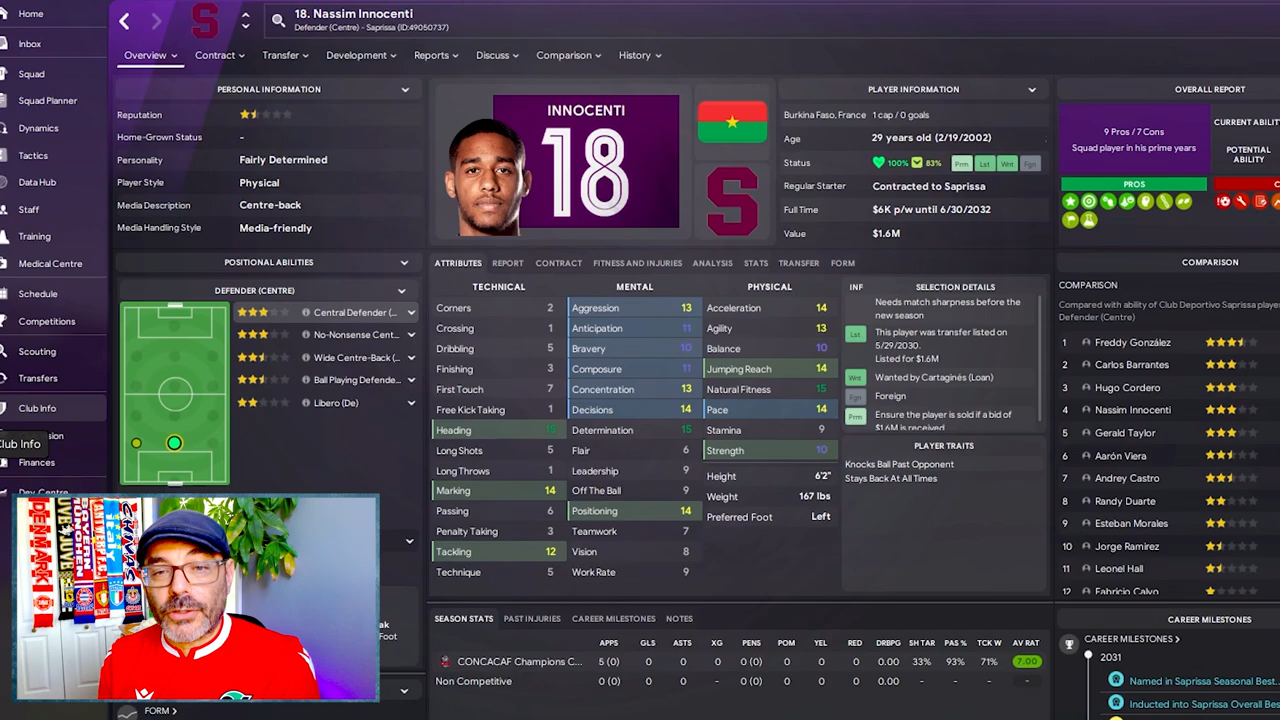 Home
Inbox
Squad
Squad Planner
Dynamics
Tactics
Data Hub
Staff
Training
Medical Centre
Schedule
Competitions
Scouting
Transfers
Club Info
Club Info
Finances
18. Nassim Innocenti
Defender (Centre) - Saprissa (ID:49050737)
Overview
Contract
Transfer
Development
Reports
Discuss
Comparison
History
PERSONAL INFORMATION
Reputation
Home-Grown Status -
Personality Fairly Determined
Player Style Physical
Media Description Centre-back
Media Handling Style Media-friendly
POSITIONAL ABILITIES
DEFENDER (CENTRE)
Central Defender (...
No-Nonsense Cent...
Wide Centre-Back (...
Ball Playing Defende...
Libero (De)
INNOCENTI
18
S
PLAYER INFORMATION
Burkina Faso, France 1 cap / 0 goals
Age 29 years old (2/19/2002)
Status 100% 83% Prm Lst Wnt Fgn
Regular Starter Contracted to Saprissa
Full Time $6K p/w until 6/30/2032
Value $1.6M
ATTRIBUTES REPORT CONTRACT FITNESS AND INJURIES ANALYSIS STATS TRANSFER FORM
TECHNICAL
Corners 2
Crossing 1
Dribbling 5
Finishing 3
First Touch 7
Free Kick Taking 1
Heading 15
Long Shots 5
Long Throws 1
Marking 14
Passing 6
Penalty Taking 3
Tackling 12
Technique 5
MENTAL
Aggression 13
Anticipation 11
Bravery 10
Composure 11
Concentration 13
Decisions 14
Determination 15
Flair 6
Leadership 9
Off The Ball 9
Positioning 14
Teamwork 7
Vision 8
Work Rate 9
PHYSICAL
Acceleration 14
Agility 13
Balance 10
Jumping Reach 14
Natural Fitness 15
Pace 14
Stamina 9
Strength 10
Height 6'2"
Weight 167 lbs
Preferred Foot Left
INF SELECTION DETAILS
Needs match sharpness before the
new season
Lst This player was transfer listed on
5/29/2030.
Listed for $1.6M
Wnt Wanted by Cartaginés (Loan)
Fgn Foreign
Prm Ensure the player is sold if a bid of
$1.6M is received
PLAYER TRAITS
Knocks Ball Past Opponent
Stays Back At All Times
OVERALL REPORT
9 Pros / 7 Cons
Squad player in his prime years
CURRENT ABILITY
POTENTIAL
ABILITY
PROS
COMPARISON
COMPARISON
Compared with ability of Club Deportivo Saprissa player
Defender (Centre)
1 Freddy González
2 Carlos Barrantes
3 Hugo Cordero
4 Nassim Innocenti
5 Gerald Taylor
6 Aarón Viera
7 Andrey Castro
8 Randy Duarte
9 Esteban Morales
10 Jorge Ramirez
11 Leonel Hall
12 Fabricio Calvo
SEASON STATS PAST INJURIES CAREER MILESTONES NOTES
APPS GLS ASTS XG PENS POM YEL RED DRBPG SH TAR PAS % TCK W AV RAT
CONCACAF Champions C... 5 (0) 0 0 0 0 (0) 0 0 0 0.00 33% 93% 71% 7.00
Non Competitive 0 (0) 0 0 - 0 (0) 0 0 0 0.00 - - - -
CAREER MILESTONES
CAREER MILESTONES >
2031
Named in Saprissa Seasonal Best...
Inducted into Saprissa Overall Bes
Foot
FORM >
DENMARK
JUVE
BAYERN
MÜNCHEN
Italy
CHIVAS